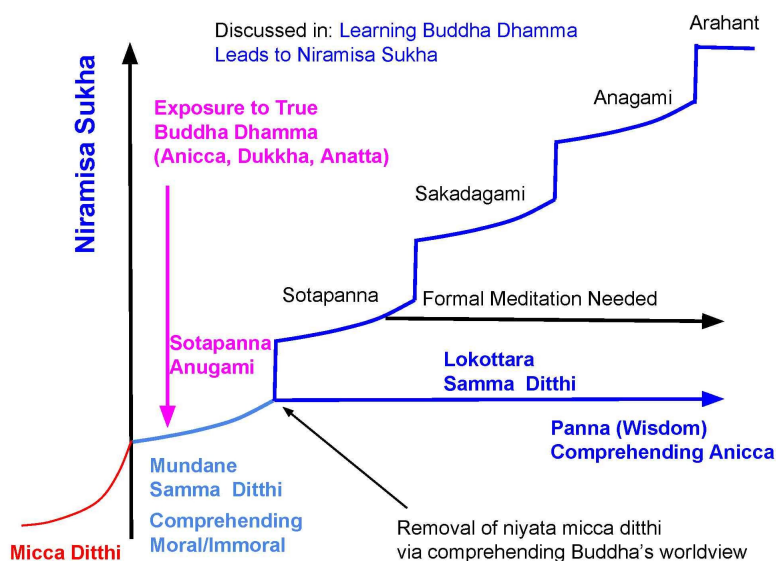 Discussed in: Learning Buddha Dhamma
Leads to Niramisa Sukha
Arahant
Niramisa Sukha
Exposure to True
Buddha Dhamma
(Anicca, Dukkha, Anatta)
Anagami
Sakadagami
Sotapanna
Formal Meditation Needed
Sotapanna
Anugami
Lokottara
Samma Ditthi
Panna (Wisdom)
Comprehending Anicca
Mundane
Samma Ditthi
Comprehending
Moral/Immoral
Micca Ditthi
Removal of niyata micca ditthi
via comprehending Buddha's worldview